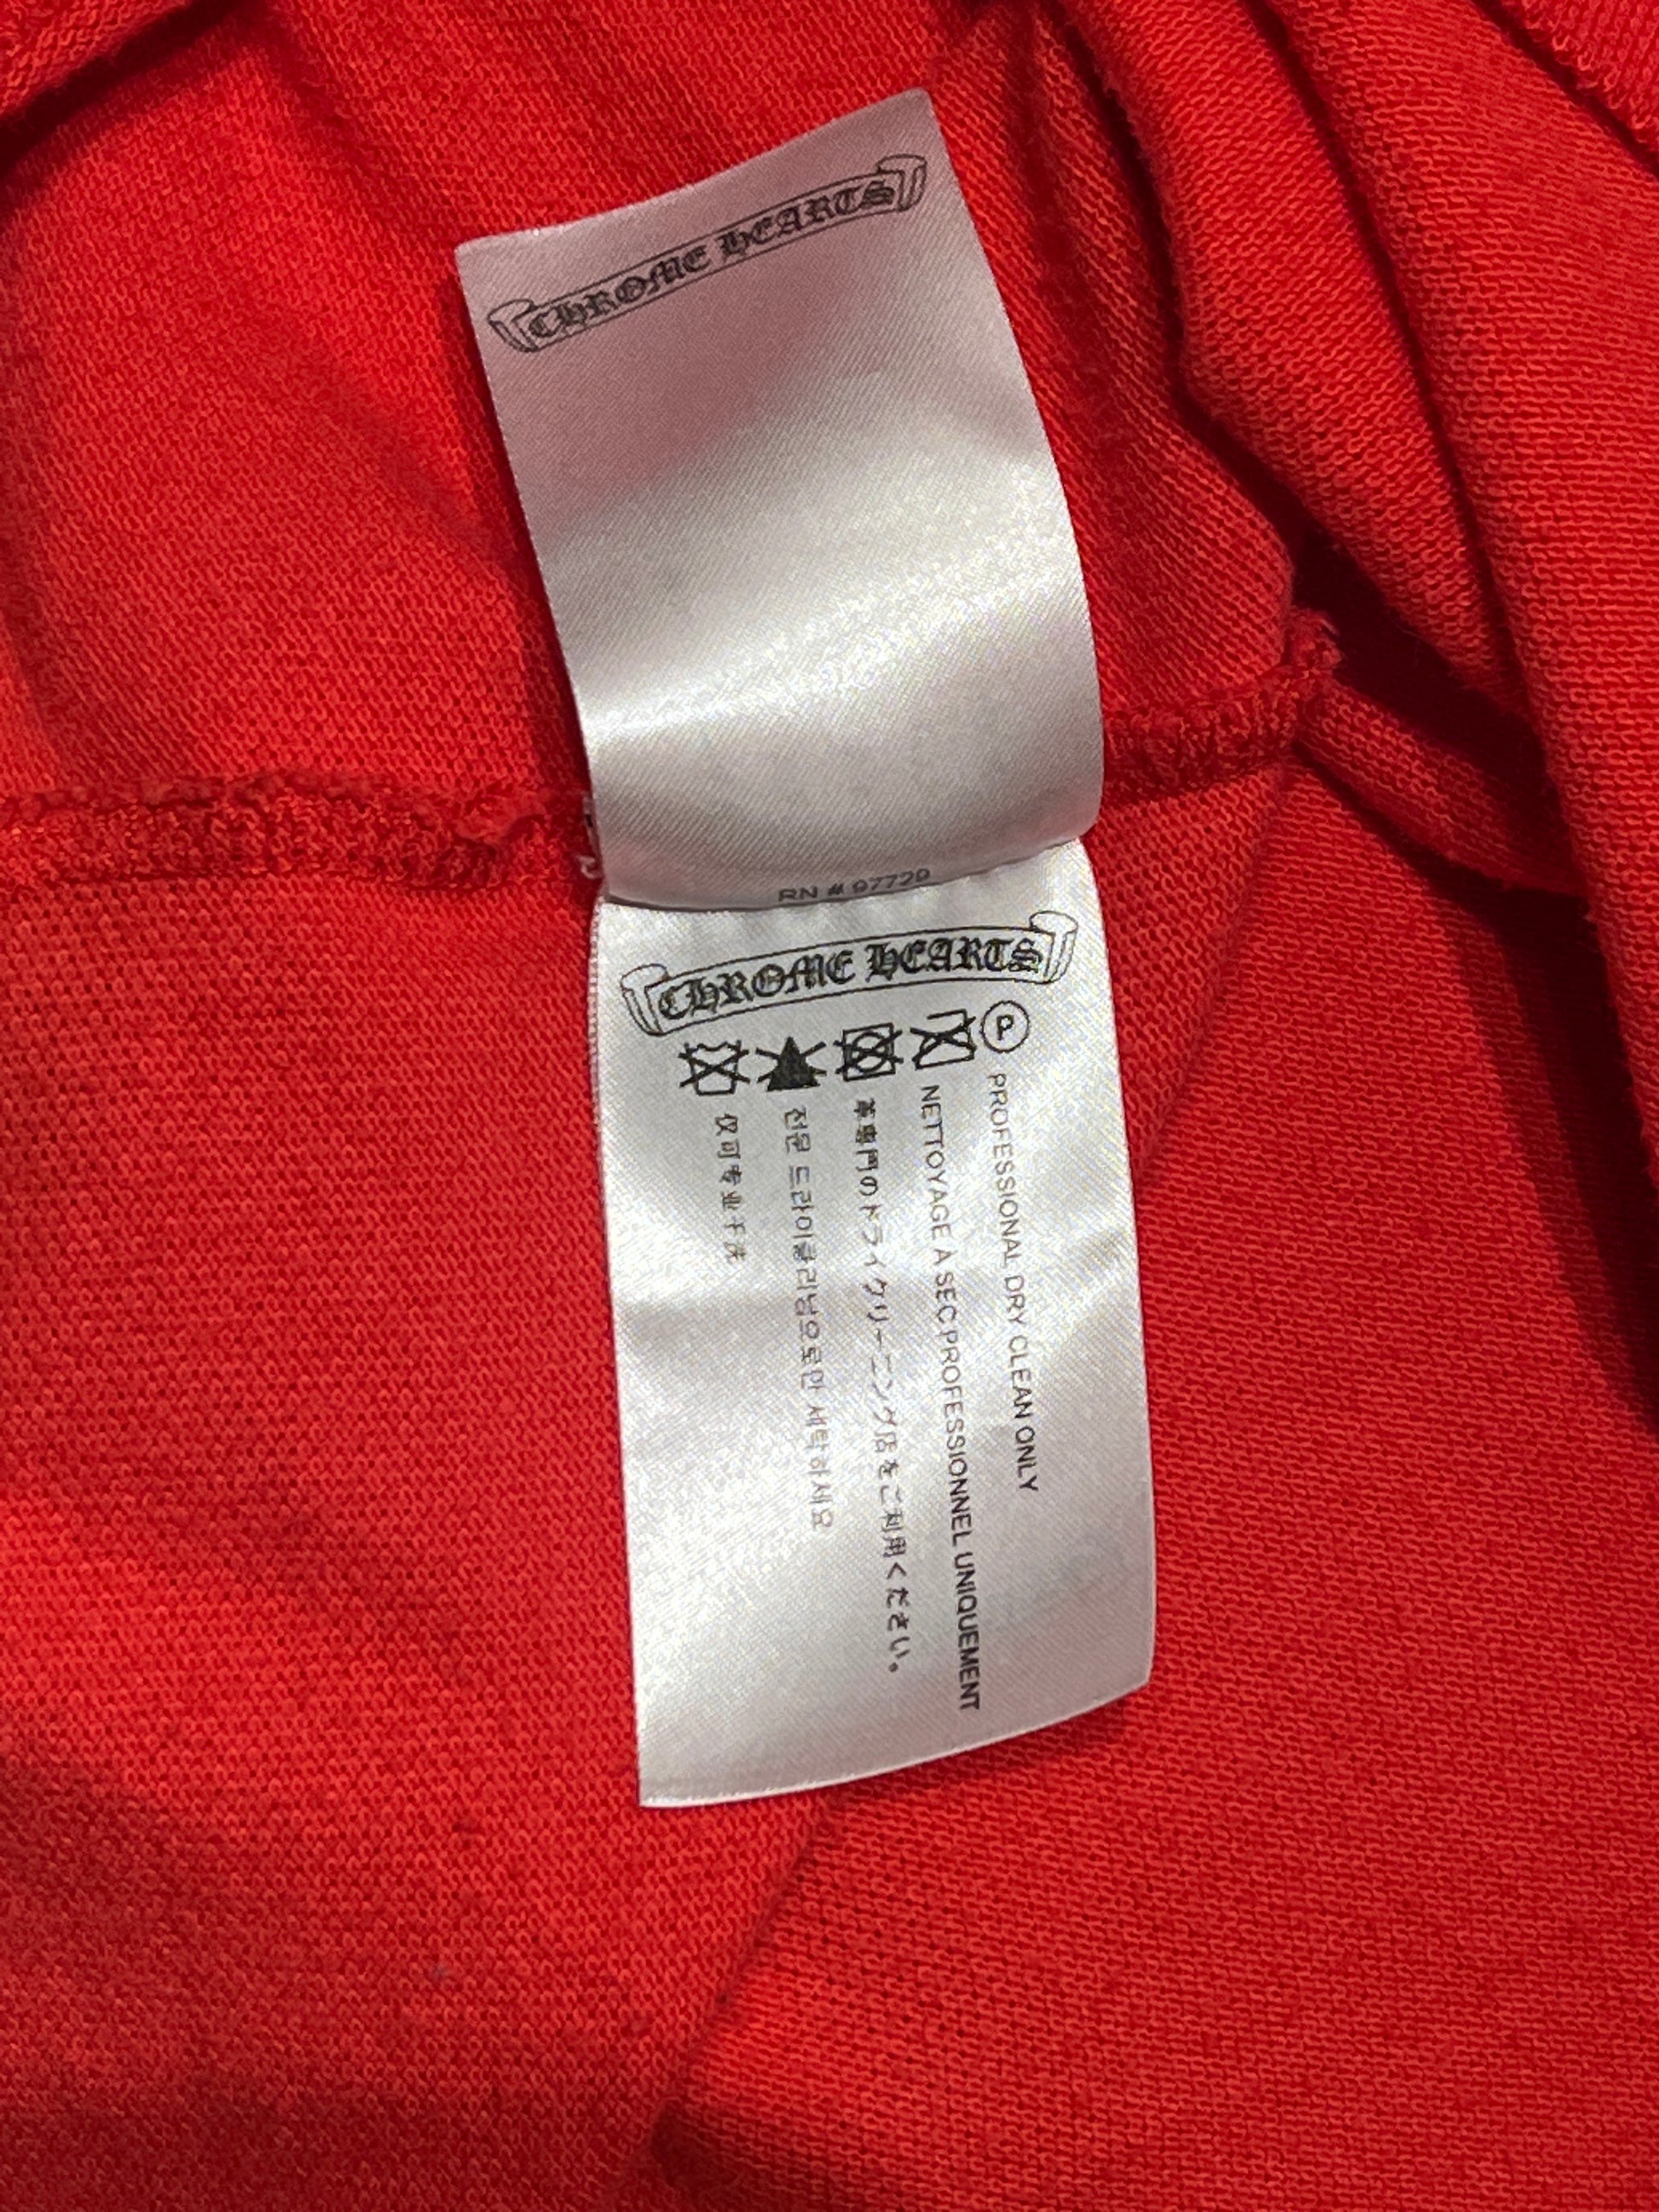 CHROME HEARTS
RN # 97729
CHROME HEARTS
P
PROFESSIONAL DRY CLEAN ONLY
NETTOYAGE À SEC PROFESSIONNEL UNIQUEMENT
革専門のドライクリーニング店をご利用ください。
전문 드라이클리닝으로만 세탁하세요
仅可专业干洗